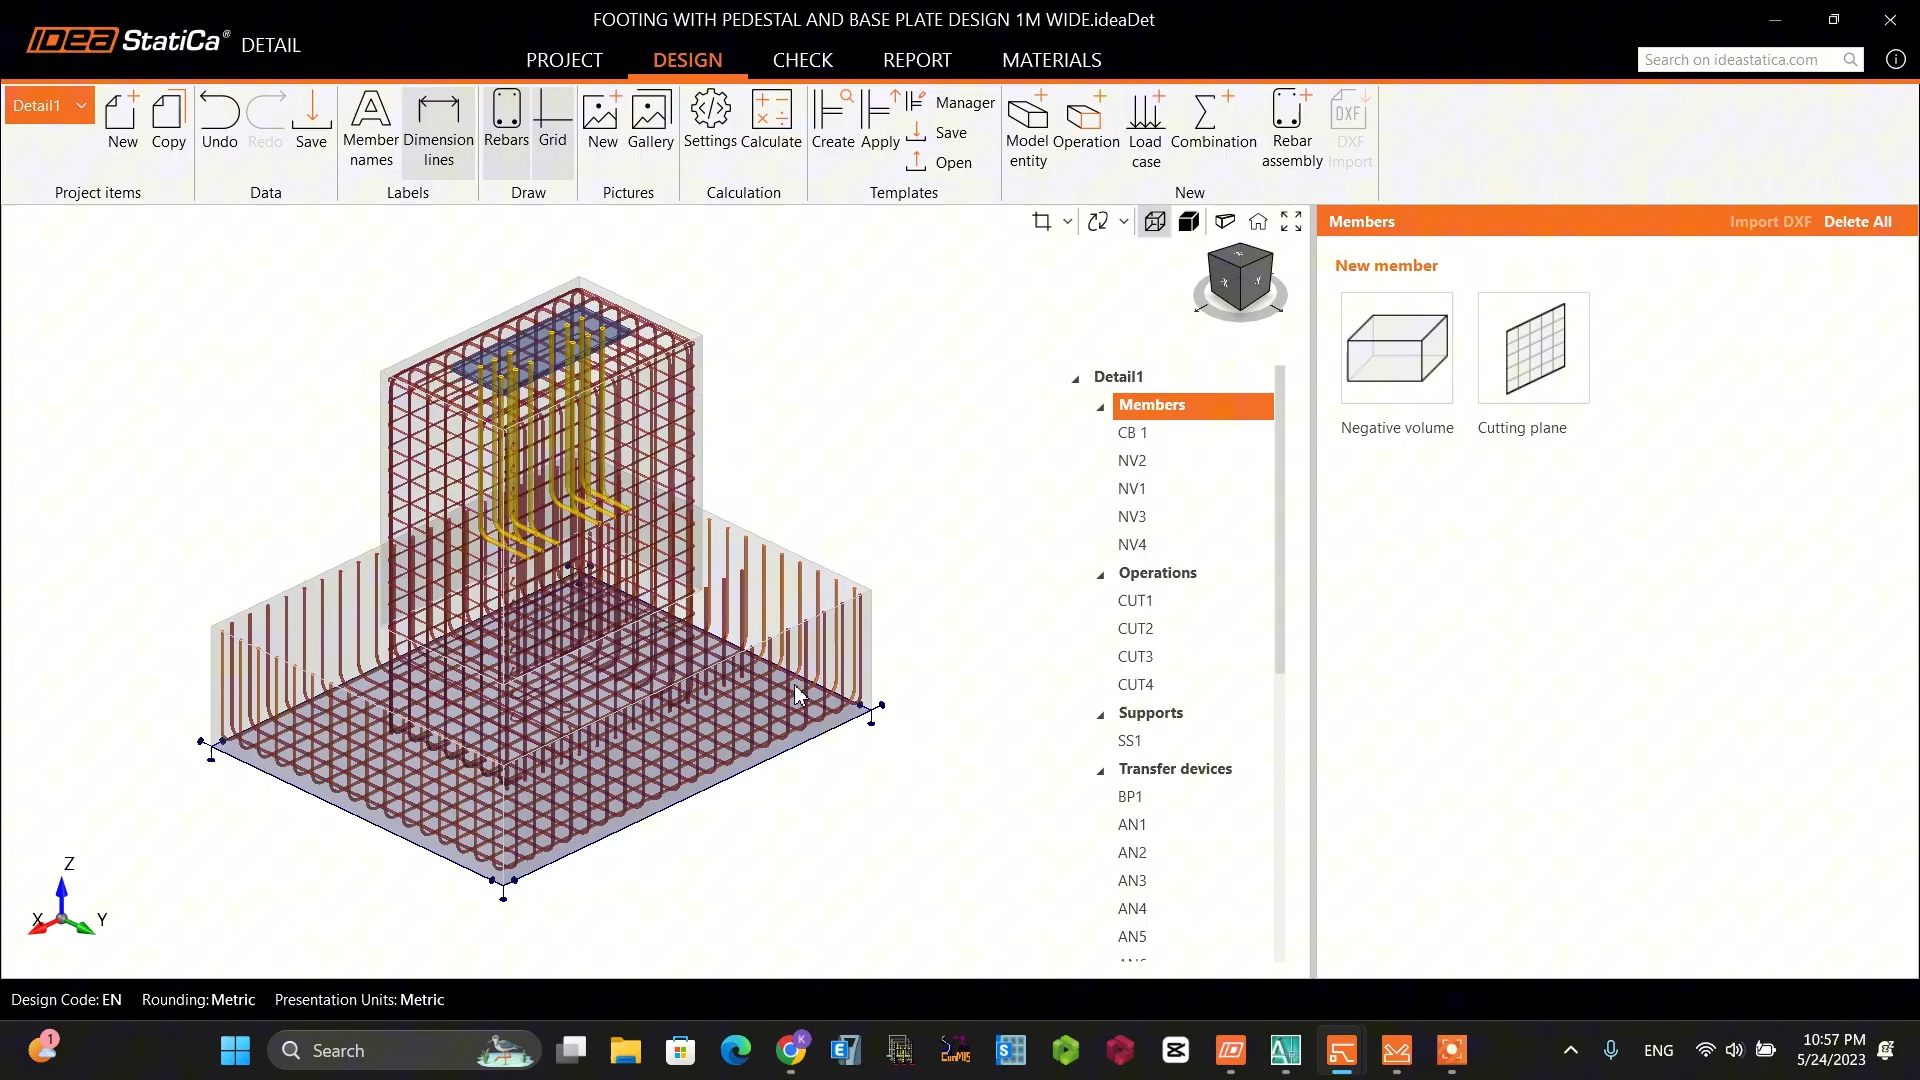 FOOTING WITH PEDESTAL AND BASE PLATE DESIGN 1M WIDE.ideaDet
IDEA StatiCa® DETAIL
PROJECT DESIGN CHECK REPORT MATERIALS
Search on ideastatica.com
Detail1
New
Copy
Undo
Redo
Save
Member names
Dimension lines
Rebars
Grid
New
Gallery
Settings
Calculate
Create
Apply
Manager
Save
Open
Model entity
Operation
Load case
Combination
Rebar assembly
DXF
DXF Import
Project items
Data
Labels
Draw
Pictures
Calculation
Templates
New
Members
Import DXF
Delete All
New member
Negative volume
Cutting plane
Detail1
Members
CB 1
NV2
NV1
NV3
NV4
Operations
CUT1
CUT2
CUT3
CUT4
Supports
SS1
Transfer devices
BP1
AN1
AN2
AN3
AN4
AN5
Z
X
Y
Design Code: EN Rounding: Metric Presentation Units: Metric
1
Search
K
ENG
10:57 PM
5/24/2023